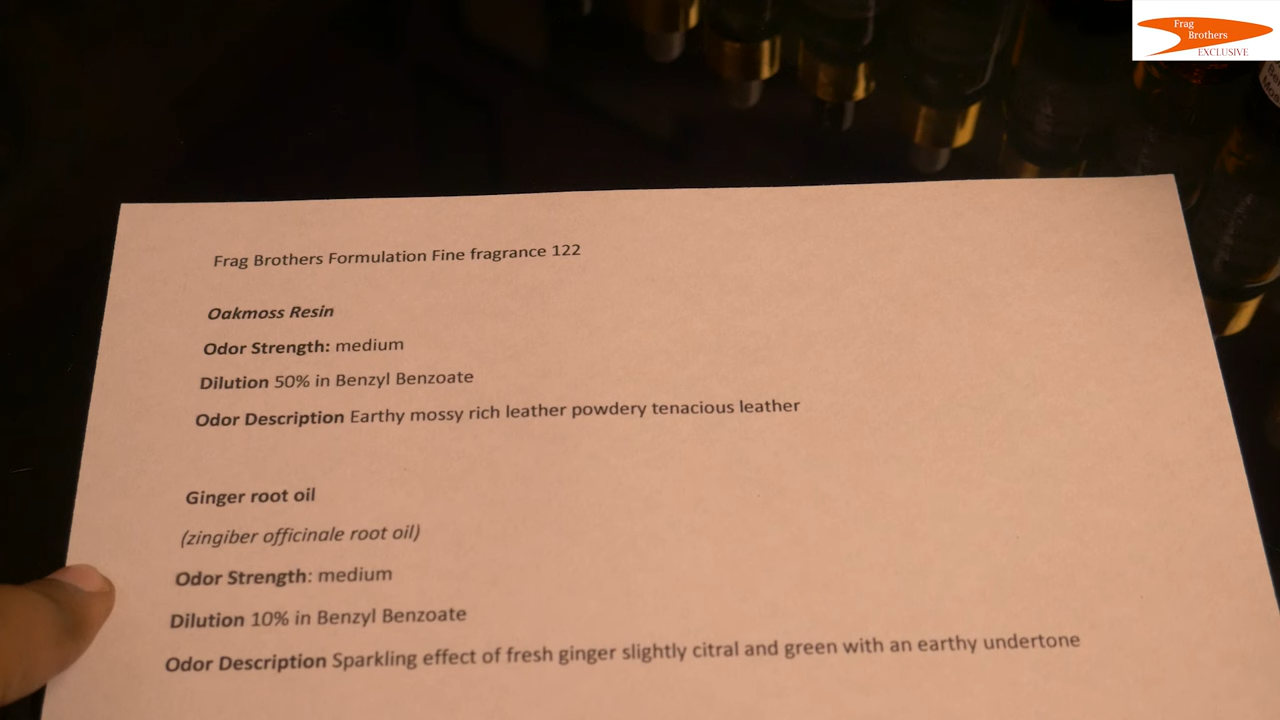 Frag
Brothers
EXCLUSIVE
Frag Brothers Formulation Fine fragrance 122
Oakmoss Resin
Odor Strength: medium
Dilution 50% in Benzyl Benzoate
Odor Description Earthy mossy rich leather powdery tenacious leather
Ginger root oil
(zingiber officinale root oil)
Odor Strength: medium
Dilution 10% in Benzyl Benzoate
Odor Description Sparkling effect of fresh ginger slightly citral and green with an earthy undertone